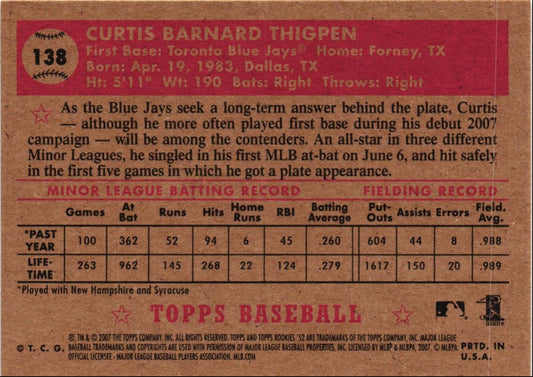 138
CURTIS BARNARD THIGPEN
First Base: Toronto Blue Jays® Home: Forney, TX
Born: Apr. 19, 1983, Dallas, TX
Ht: 5'11" Wt: 190 Bats: Right Throws: Right
As the Blue Jays seek a long-term answer behind the plate, Curtis
— although he more often played first base during his debut 2007
campaign — will be among the contenders. An all-star in three different
Minor Leagues, he singled in his first MLB at-bat on June 6, and hit safely
in the first five games in which he got a plate appearance.
MINOR LEAGUE BATTING RECORD FIELDING RECORD
Games At Bat Runs Hits Home Runs RBI Batting Average Put-Outs Assists Errors Field. Avg.
*PAST YEAR 100 362 52 94 6 45 .260 604 44 8 .988
LIFE-TIME 263 962 145 268 22 124 .279 1617 150 20 .989
*Played with New Hampshire and Syracuse
TOPPS BASEBALL
© T. C. G.
®, TM & © 2007 THE TOPPS COMPANY, INC. ALL RIGHTS RESERVED. TOPPS AND TOPPS ROOKIES '52 ARE TRADEMARKS OF THE TOPPS COMPANY, INC. MAJOR LEAGUE
BASEBALL TRADEMARKS AND COPYRIGHTS ARE USED WITH PERMISSION OF MAJOR LEAGUE BASEBALL PROPERTIES, INC. LICENSED BY MLBP & MLBPA, 2007. © MLBPA
OFFICIAL LICENSEE - MAJOR LEAGUE BASEBALL PLAYERS ASSOCIATION. MLB.COM
PRTD. IN
U.S.A.